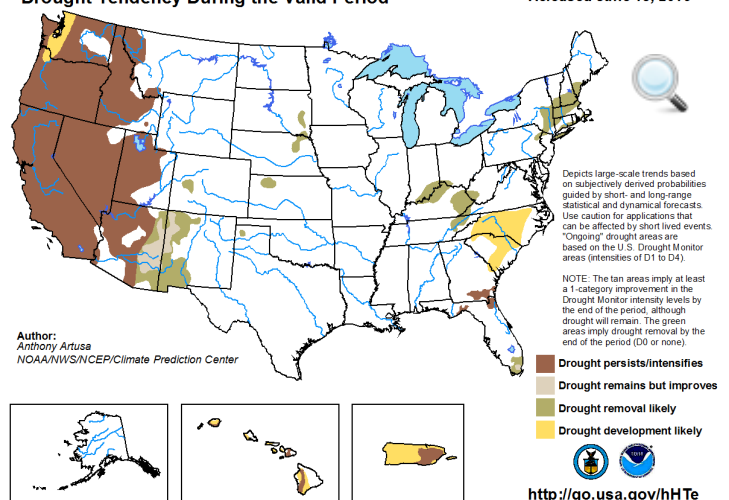 Drought Tendency During the Valid Period
Depicts large-scale trends based
on subjectively derived probabilities
guided by short- and long-range
statistical and dynamical forecasts.
Use caution for applications that
can be affected by short lived events.
"Ongoing" drought areas are
based on the U.S. Drought Monitor
areas (intensities of D1 to D4).
NOTE: The tan areas imply at least
a 1-category improvement in the
Drought Monitor intensity levels by
the end of the period, although
drought will remain. The green
areas imply drought removal by the
end of the period (D0 or none).
Author:
Anthony Artusa
NOAA/NWS/NCEP/Climate Prediction Center
Drought persists/intensifies
Drought remains but improves
Drought removal likely
Drought development likely
http://go.usa.gov/hHTe